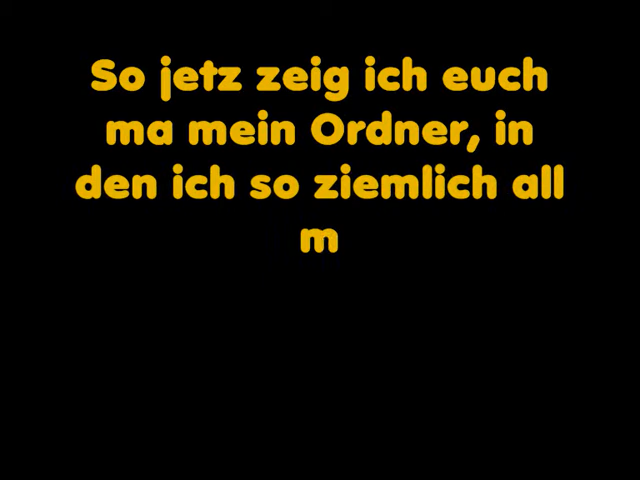 So jetz zeig ich euch
ma mein Ordner, in
den ich so ziemlich all
m